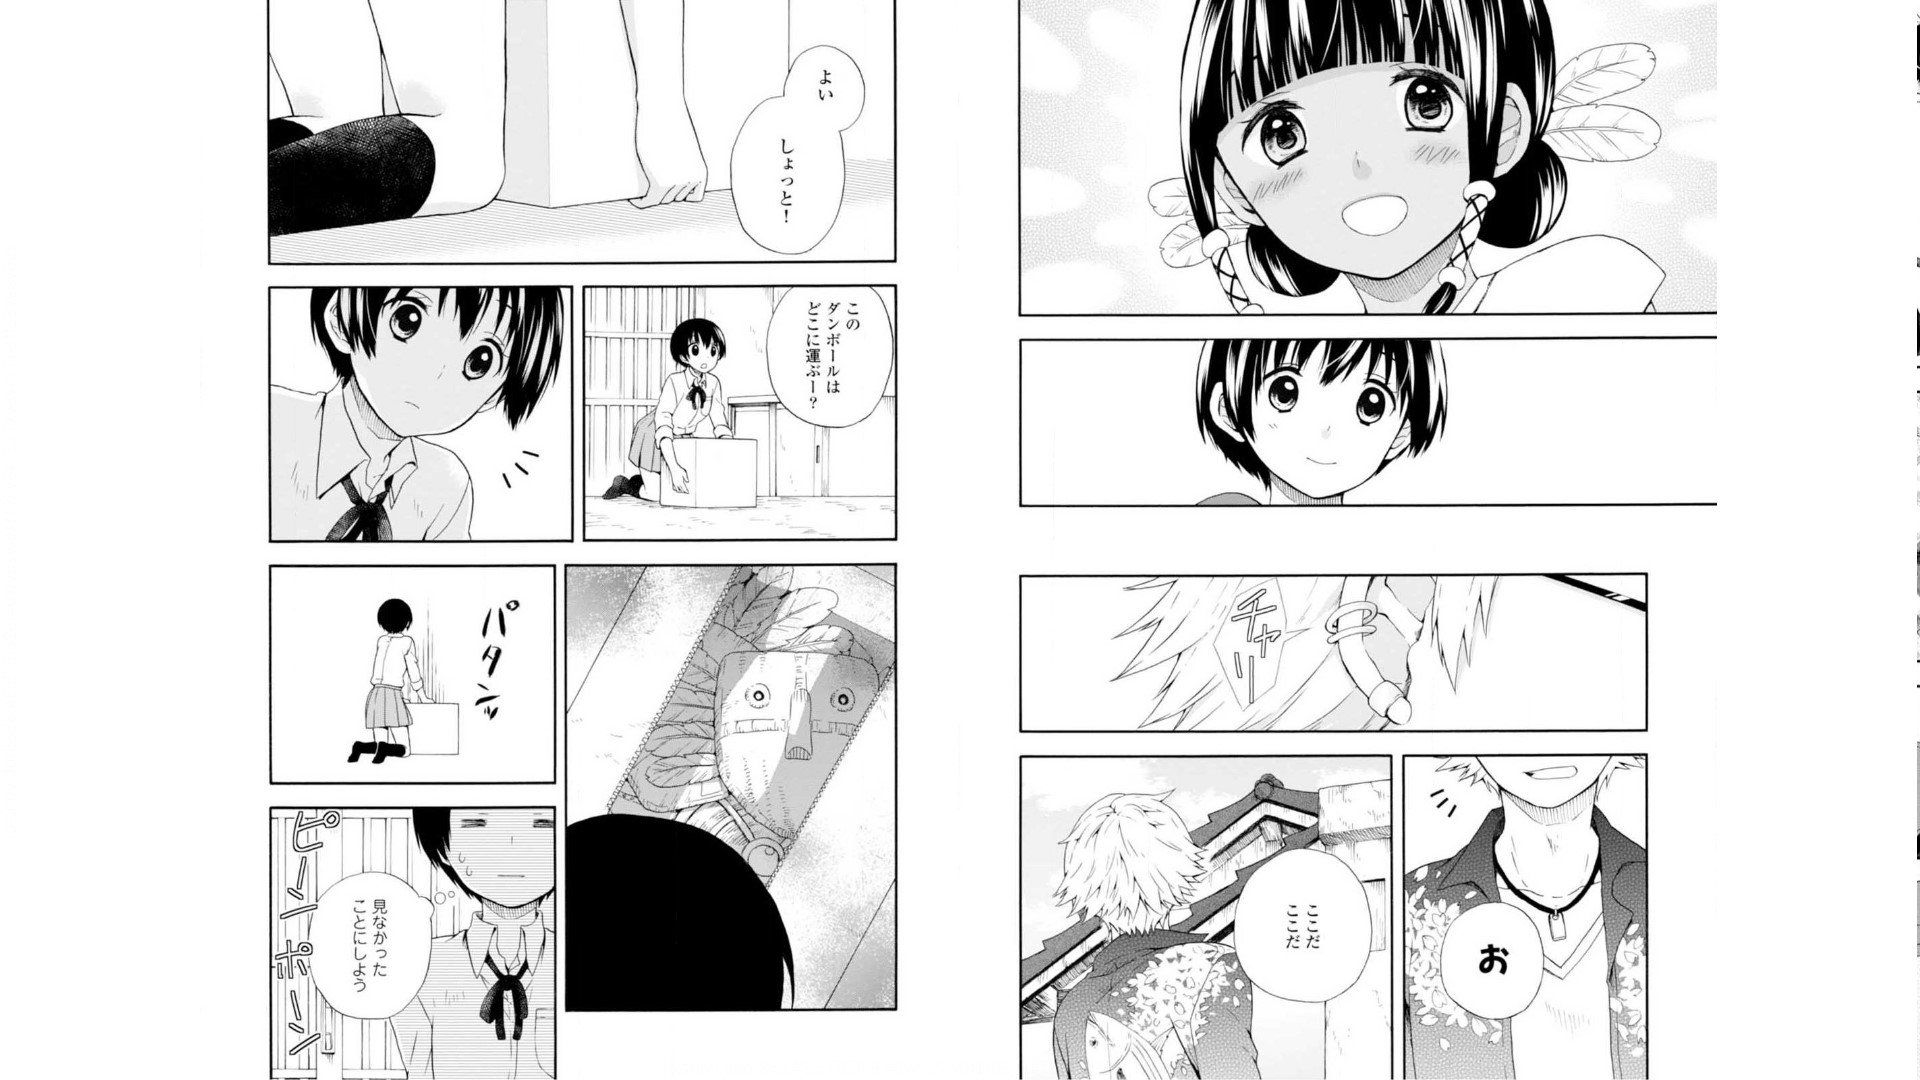 チャリ
お
ここだ
ここだ
よい
しょっと！
この
ダンボールは
どこに運ぶー？
パタンッ
見なかった
ことにしよう
ピーンポーン